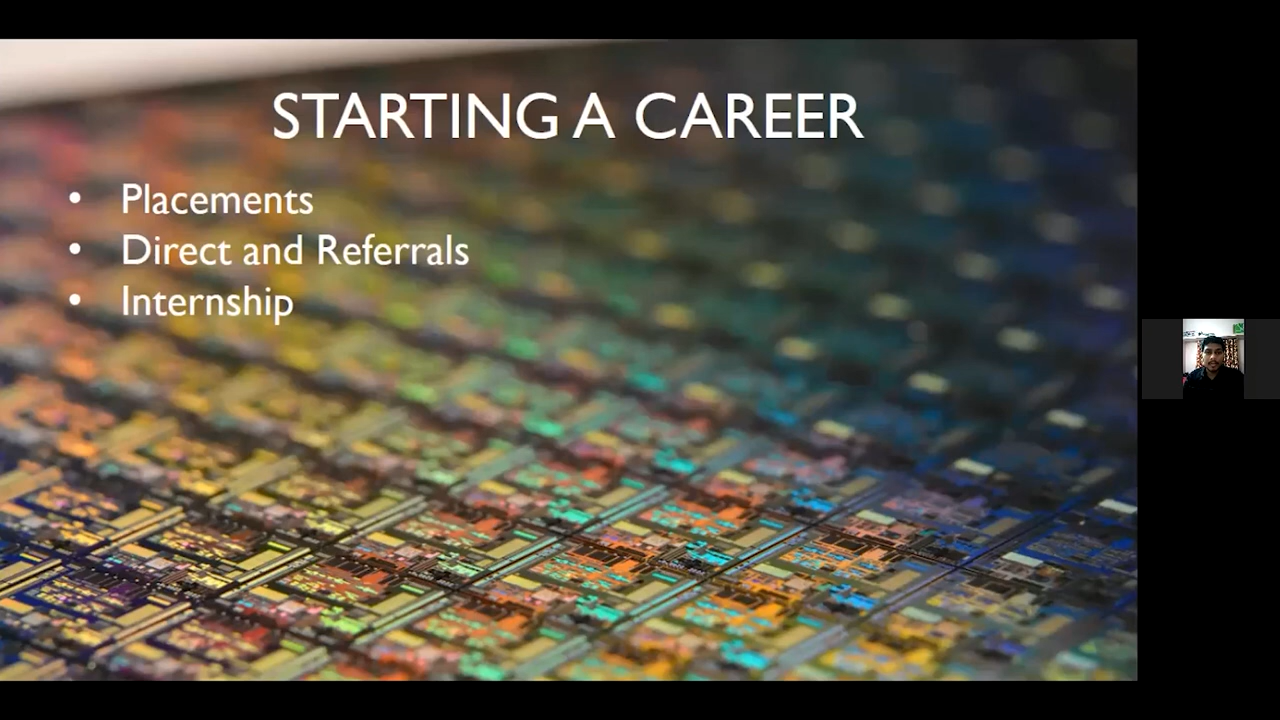 STARTING A CAREER
• Placements
• Direct and Referrals
• Internship